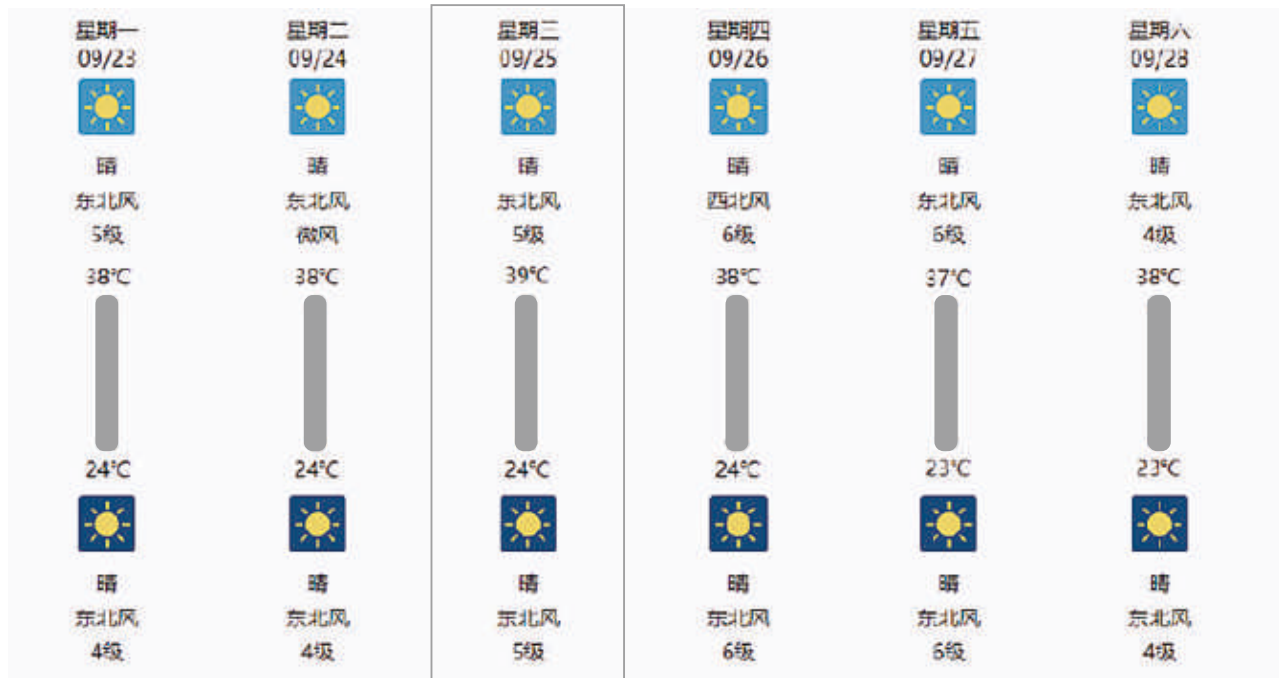 星期一
09/23
晴
东北风
5级
38°C
24°C
晴
东北风
4级
星期二
09/24
晴
东北风
微风
38°C
24°C
晴
东北风
4级
星期三
09/25
晴
东北风
5级
39°C
24°C
晴
东北风
5级
星期四
09/26
晴
西北风
6级
38°C
24°C
晴
东北风
6级
星期五
09/27
晴
东北风
6级
37°C
23°C
晴
东北风
6级
星期六
09/28
晴
东北风
4级
38°C
23°C
晴
东北风
4级